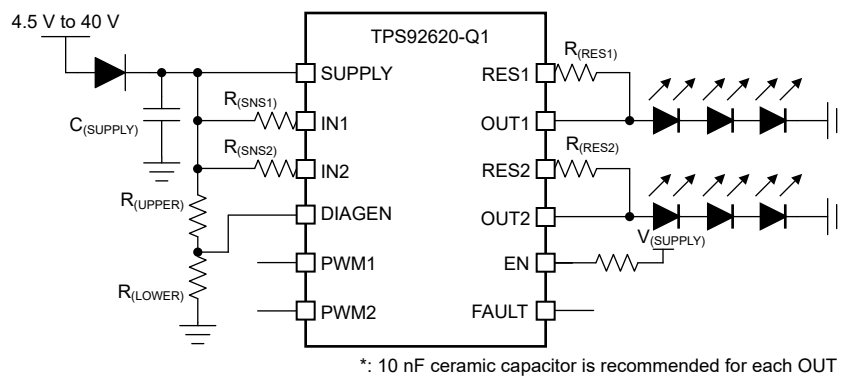 4.5 V to 40 V
TPS92620-Q1
R(RES1)
SUPPLY
RES1
R(SNS1)
C(SUPPLY)
IN1
OUT1
R(SNS2)
R(RES2)
IN2
RES2
R(UPPER)
DIAGEN
OUT2
V(SUPPLY)
PWM1
EN
R(LOWER)
PWM2
FAULT
*: 10 nF ceramic capacitor is recommended for each OUT